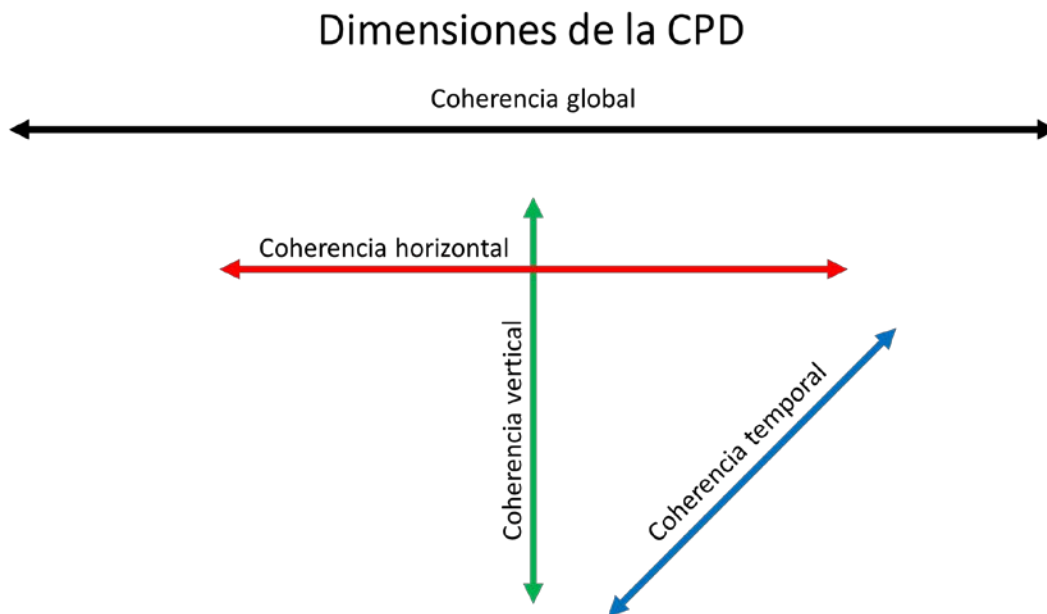 Dimensiones de la CPD
Coherencia global
Coherencia horizontal
Coherencia vertical
Coherencia temporal